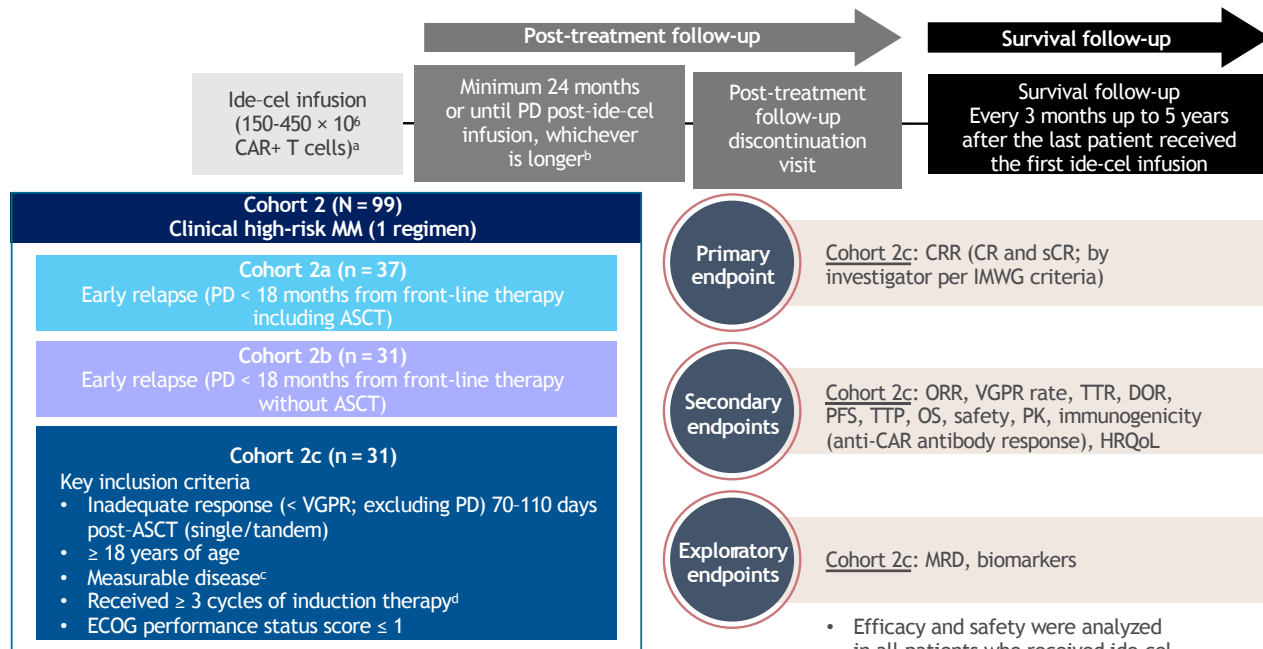 Post-treatment follow-up
Survival follow-up
Ide-cel infusion
(150-450 × 10⁶
CAR+ T cells)ᵃ
Minimum 24 months
or until PD post-ide-cel
infusion, whichever
is longerᵇ
Post-treatment
follow-up
discontinuation
visit
Survival follow-up
Every 3 months up to 5 years
after the last patient received
the first ide-cel infusion
Cohort 2 (N = 99)
Clinical high-risk MM (1 regimen)
Cohort 2a (n = 37)
Early relapse (PD < 18 months from front-line therapy
including ASCT)
Cohort 2b (n = 31)
Early relapse (PD < 18 months from front-line therapy
without ASCT)
Cohort 2c (n = 31)
Key inclusion criteria
• Inadequate response (< VGPR; excluding PD) 70-110 days
post-ASCT (single/tandem)
• ≥ 18 years of age
• Measurable diseaseᶜ
• Received ≥ 3 cycles of induction therapyᵈ
• ECOG performance status score ≤ 1
Primary
endpoint
Cohort 2c: CRR (CR and sCR; by
investigator per IMWG criteria)
Secondary
endpoints
Cohort 2c: ORR, VGPR rate, TTR, DOR,
PFS, TTP, OS, safety, PK, immunogenicity
(anti-CAR antibody response), HRQoL
Exploratory
endpoints
Cohort 2c: MRD, biomarkers
• Efficacy and safety were analyzed
in all patients who received ide-cel